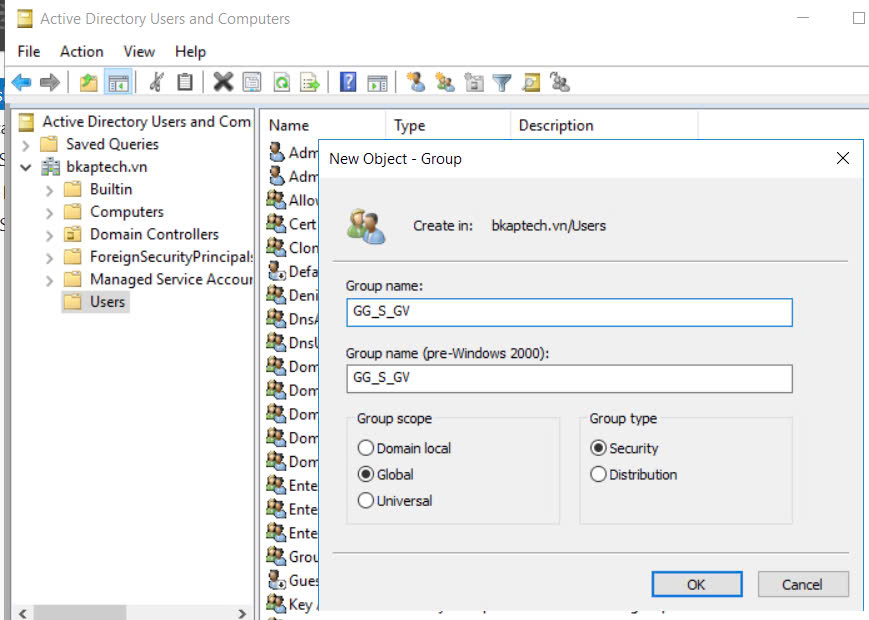 Active Directory Users and Computers
File Action View Help
Active Directory Users and Com
Saved Queries
bkaptech.vn
Builtin
Computers
Domain Controllers
ForeignSecurityPrincipals
Managed Service Accour
Users
Name Type Description
Adm
Adm
Allov
Cert
Clon
Defa
Deni
DnsA
DnsU
Dom
Dom
Dom
Dom
Dom
Ente
Ente
Ente
Grou
Gues
Key
New Object - Group
Create in: bkaptech.vn/Users
Group name:
GG_S_GV
Group name (pre-Windows 2000):
GG_S_GV
Group scope
Domain local
Global
Universal
Group type
Security
Distribution
OK Cancel